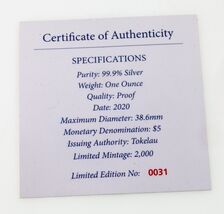 Certificate of Authenticity
SPECIFICATIONS
Purity: 99.9% Silver
Weight: One Ounce
Quality: Proof
Date: 2020
Maximum Diameter: 38.6mm
Monetary Denomination: $5
Issuing Authority: Tokelau
Limited Mintage: 2,000
Limited Edition No: 0031